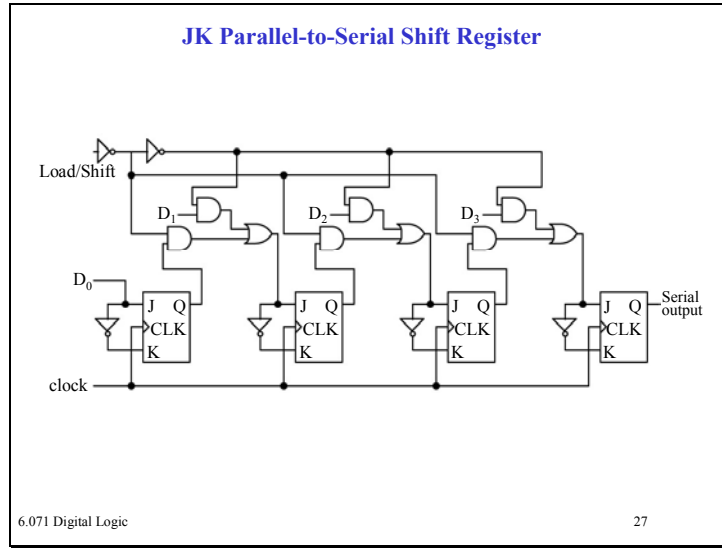 JK Parallel-to-Serial Shift Register
Load/Shift
D₁
D₂
D₃
D₀
J Q
CLK
K
J Q
CLK
K
J Q
CLK
K
J Q
CLK
K
Serial
output
clock
6.071 Digital Logic
27